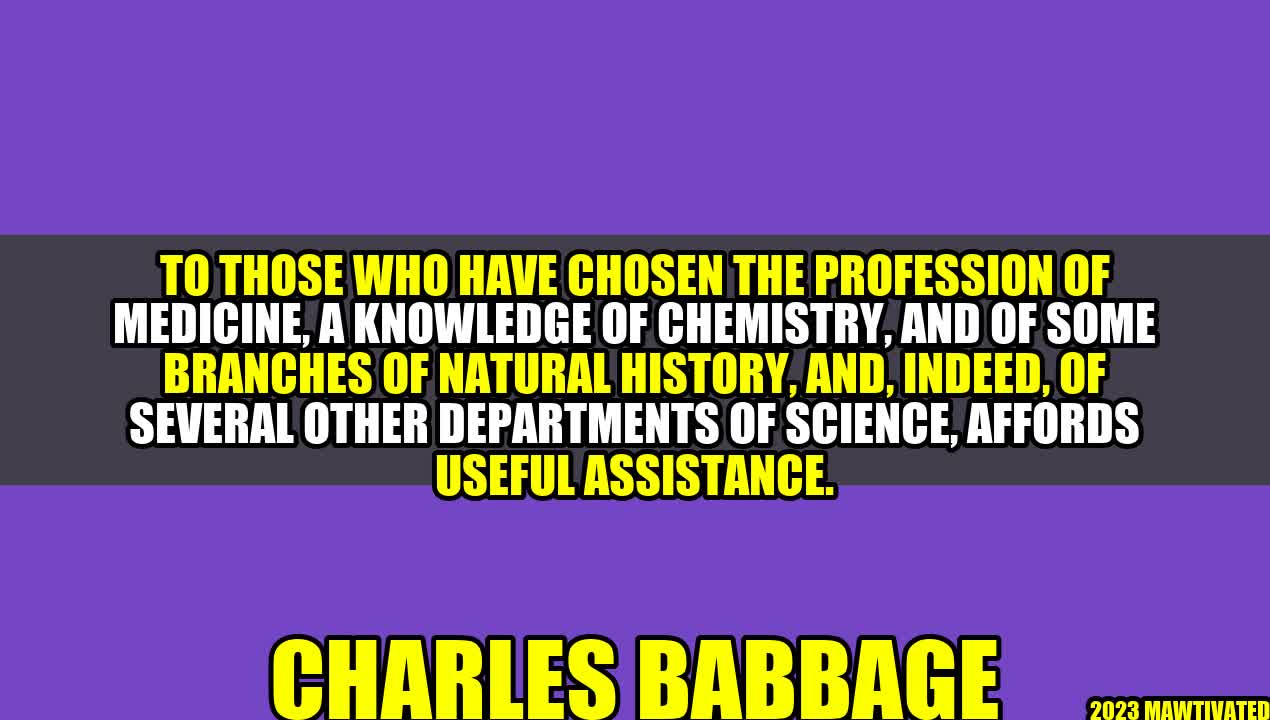 TO THOSE WHO HAVE CHOSEN THE PROFESSION OF
MEDICINE, A KNOWLEDGE OF CHEMISTRY, AND OF SOME
BRANCHES OF NATURAL HISTORY, AND, INDEED, OF
SEVERAL OTHER DEPARTMENTS OF SCIENCE, AFFORDS
USEFUL ASSISTANCE.
CHARLES BABBAGE
2023 MAWTIVATED